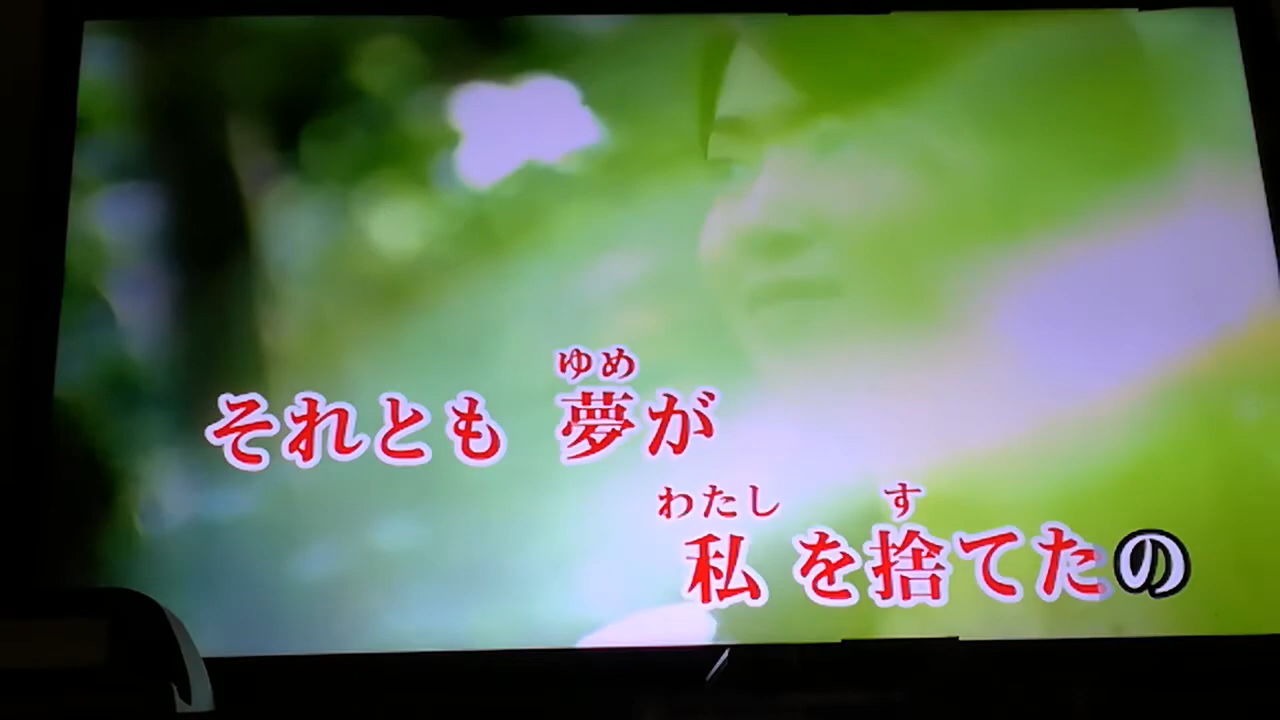 ゆめ
それとも 夢が
わたし す
私を捨てたの